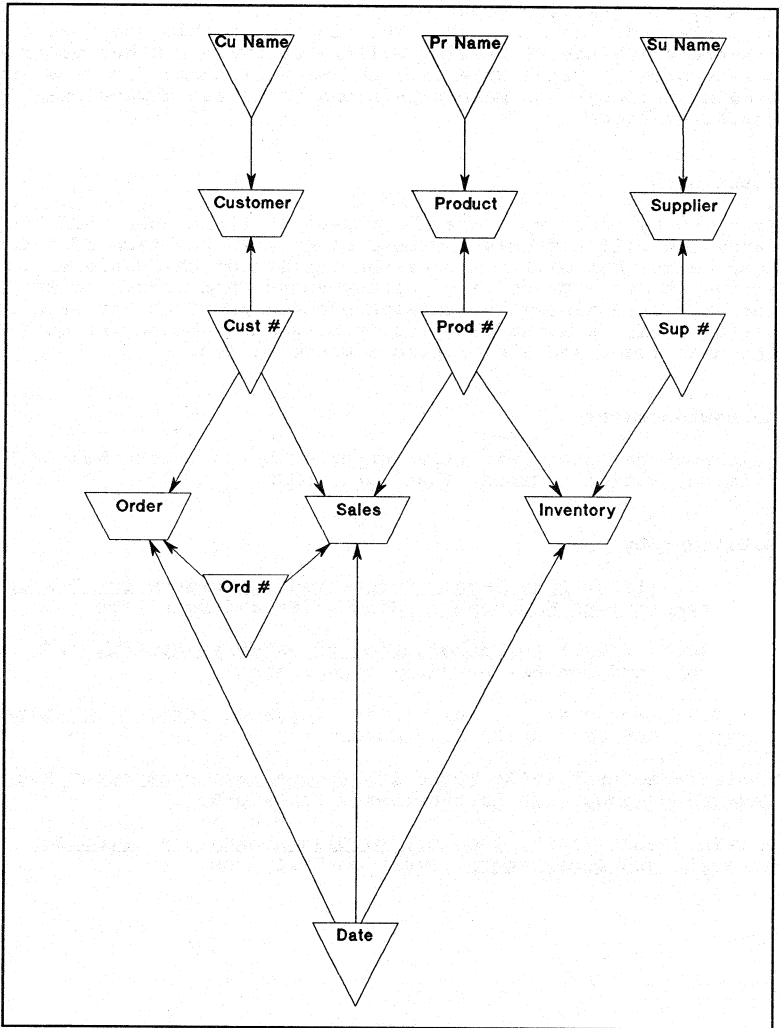 Cu Name
Pr Name
Su Name
Customer
Product
Supplier
Cust #
Prod #
Sup #
Order
Sales
Inventory
Ord #
Date